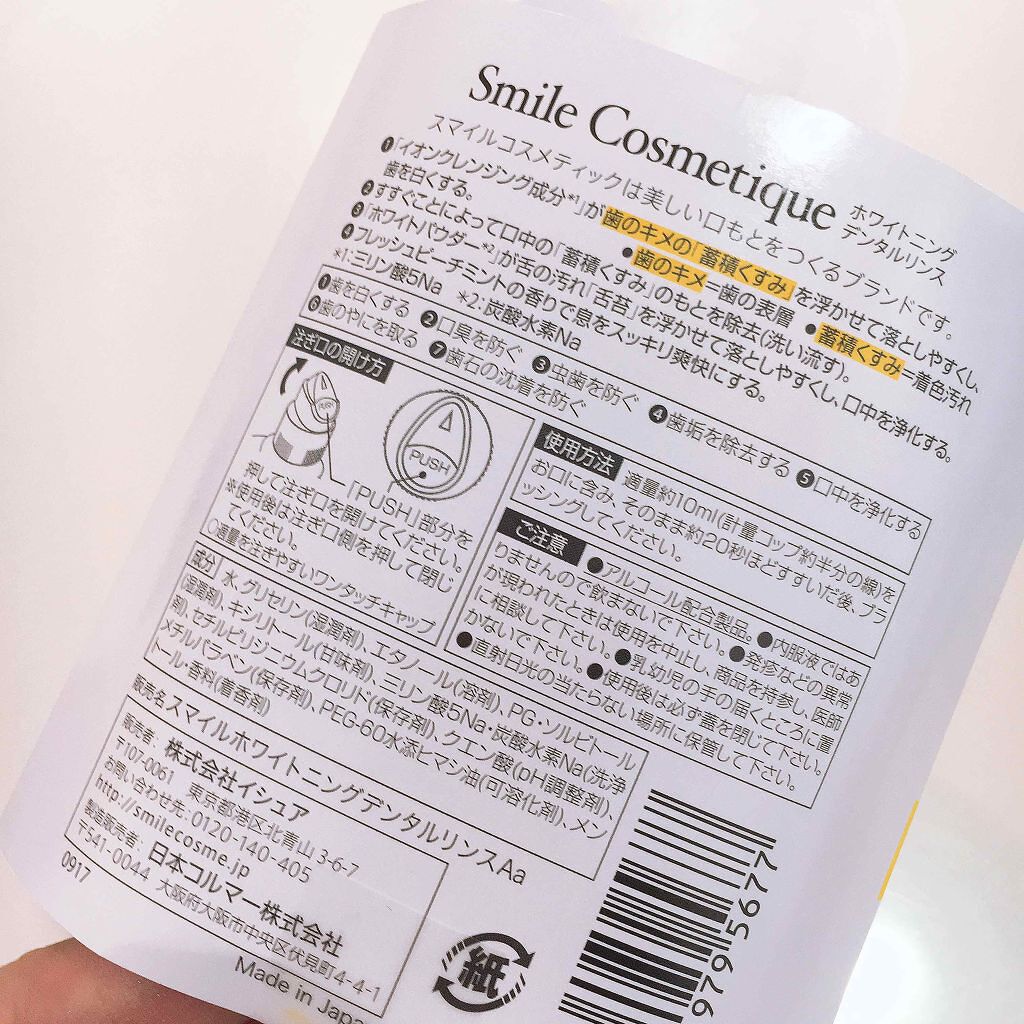 Smile Cosmetique ホワイトニング
デンタルリンス
スマイルコスメティックは美しい口もとをつくるブランドです。
❶「イオンクレンジング成分*1」が歯のキメの「蓄積くすみ」を浮かせて落としやすくし、
歯を白くする。 ●歯のキメ=歯の表層 ●蓄積くすみ=着色汚れ
❷すすぐことによって口中の「蓄積くすみ」のもとを除去(洗い流す)。
❸「ホワイトパウダー*2」が舌の汚れ「舌苔」を浮かせて落としやすくし、口中を浄化する。
❹フレッシュピーチミントの香りで息をスッキリ爽快にする。
*1:ミリン酸5Na *2:炭酸水素Na
❶歯を白くする ❷口臭を防ぐ ❸虫歯を防ぐ ❹歯垢を除去する ❺口中を浄化する
❻歯のやにを取る ❼歯石の沈着を防ぐ
注ぎ口の開け方
PUSH
「PUSH」部分を
押して注ぎ口を開けてください。
※使用後は注ぎ口側を押して閉じ
てください。
○適量を注ぎやすいワンタッチキャップ
使用方法 適量約10ml(計量コップ約半分の線)を
お口に含み、そのまま約20秒ほどすすいだ後、ブラ
ッシングしてください。
ご注意 ●アルコール配合製品。●内服液ではあ
りませんので飲まないで下さい。●発疹などの異常
が現われたときは使用を中止し、商品を持参し、医師
に相談して下さい。●乳幼児の手の届くところに置
かないで下さい。●使用後は必ず蓋を閉じて下さい。
●直射日光の当たらない場所に保管して下さい。
成分 水、グリセリン(湿潤剤)、エタノール(溶剤)、PG・ソルビトール
(湿潤剤)、キシリトール(甘味剤)、ミリン酸5Na・炭酸水素Na(洗浄
剤)、セチルピリジニウムクロリド(保存剤)、クエン酸(pH調整剤)、
メチルパラベン(保存剤)、PEG-60水添ヒマシ油(可溶化剤)、メン
トール・香料(着香剤)
販売名 スマイルホワイトニングデンタルリンスAa
販売者: 株式会社イシュア
〒107-0061 東京都港区北青山 3-6-7
お問い合わせ先:0120-140-405
http://smilecosme.jp
製造販売者: 日本コルマー株式会社
〒541-0044 大阪府大阪市中央区伏見町4-4-1
0917
Made in Japa
紙
9795567７